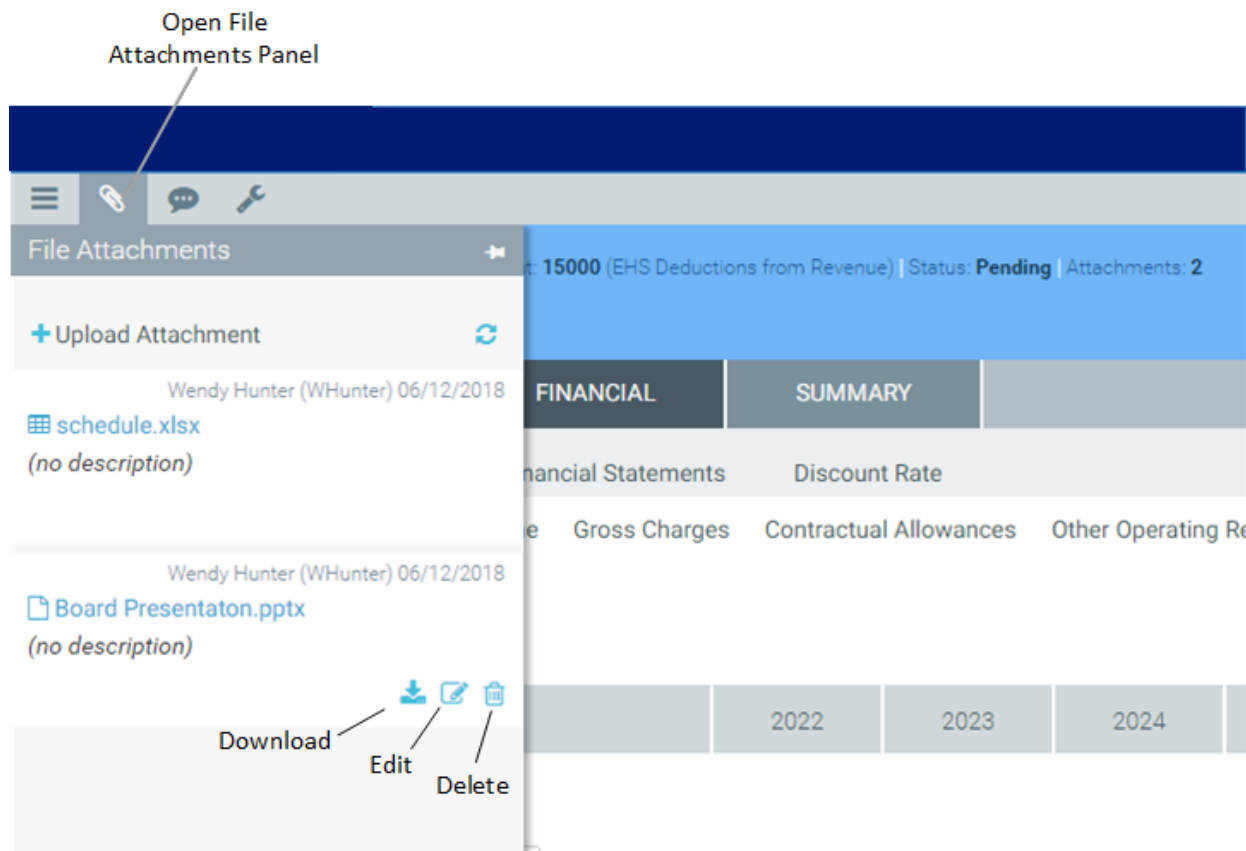 Open File
Attachments Panel
File Attachments
t: 15000 (EHS Deductions from Revenue) | Status: Pending | Attachments: 2
Upload Attachment
Wendy Hunter (WHunter) 06/12/2018
schedule.xlsx
(no description)
FINANCIAL
SUMMARY
nancial Statements
Discount Rate
e Gross Charges Contractual Allowances Other Operating Re
Wendy Hunter (WHunter) 06/12/2018
Board Presentaton.pptx
(no description)
2022 2023 2024
Download
Edit
Delete